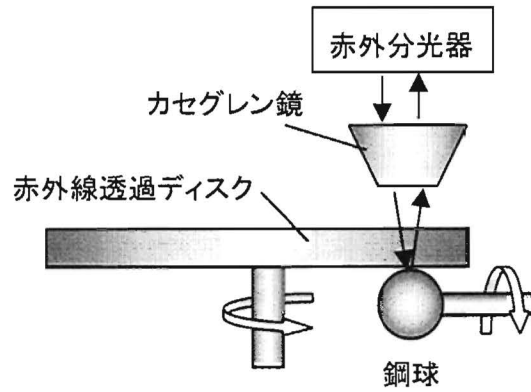 赤外分光器
カセグレン鏡
赤外線透過ディスク
鋼球